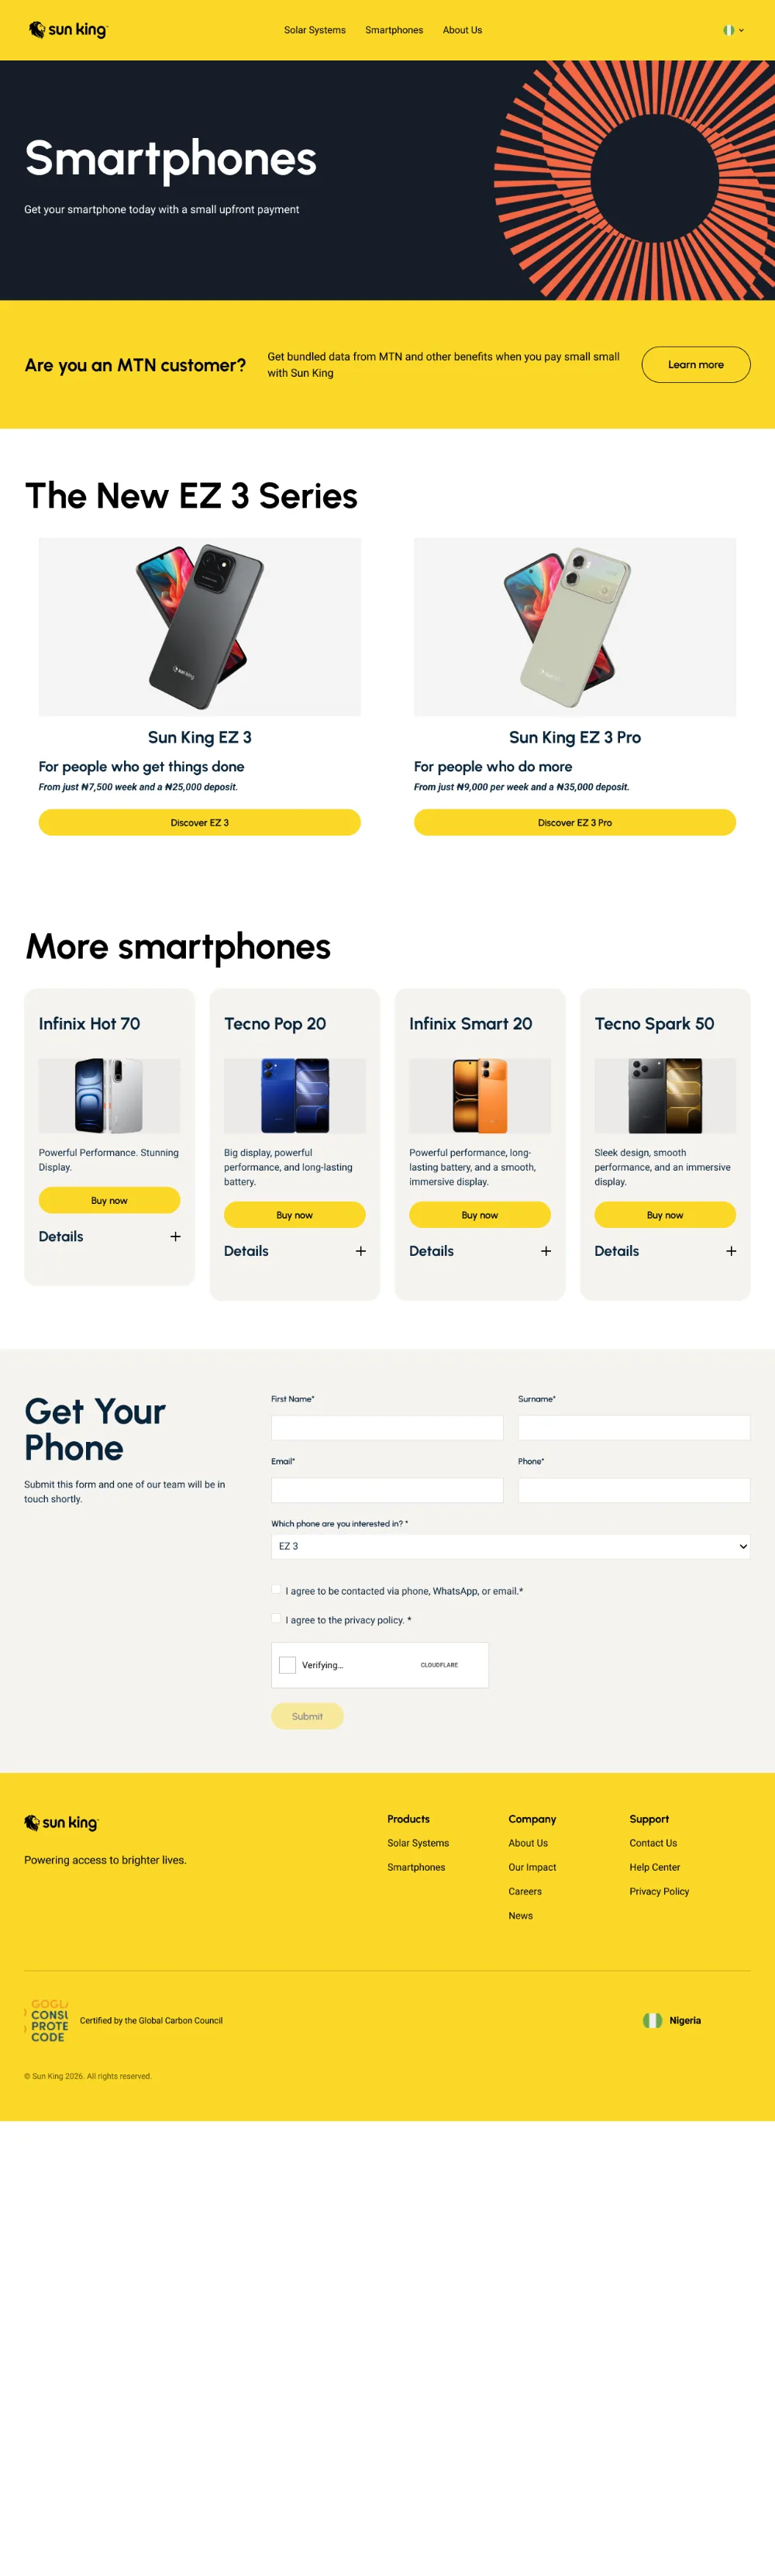 sun king
Solar Systems
Smartphones
About Us
Smartphones
Get your smartphone today with a small upfront payment
Are you an MTN customer?
Get bundled data from MTN and other benefits when you pay small small
with Sun King
Learn more
The New EZ 3 Series
sun king
sun king
Sun King EZ 3
For people who get things done
From just ₦7,500 week and a ₦25,000 deposit.
Discover EZ 3
Sun King EZ 3 Pro
For people who do more
From just ₦9,000 per week and a ₦35,000 deposit.
Discover EZ 3 Pro
More smartphones
Infinix Hot 70
Powerful Performance. Stunning
Display.
Buy now
Details
Tecno Pop 20
Big display, powerful
performance, and long-lasting
battery.
Buy now
Details
Infinix Smart 20
Powerful performance, long-
lasting battery, and a smooth,
immersive display.
Buy now
Details
Tecno Spark 50
Sleek design, smooth
performance, and an immersive
display.
Buy now
Details
Get Your
Phone
Submit this form and one of our team will be in
touch shortly.
First Name*
Surname*
Email*
Phone*
Which phone are you interested in? *
EZ 3
I agree to be contacted via phone, WhatsApp, or email.*
I agree to the privacy policy. *
Verifying...
CLOUDFLARE
Submit
sun king
Powering access to brighter lives.
Products
Solar Systems
Smartphones
Company
About Us
Our Impact
Careers
News
Support
Contact Us
Help Center
Privacy Policy
GOGL
CONSU
PROTE
CODE
Certified by the Global Carbon Council
Nigeria
© Sun King 2026. All rights reserved.